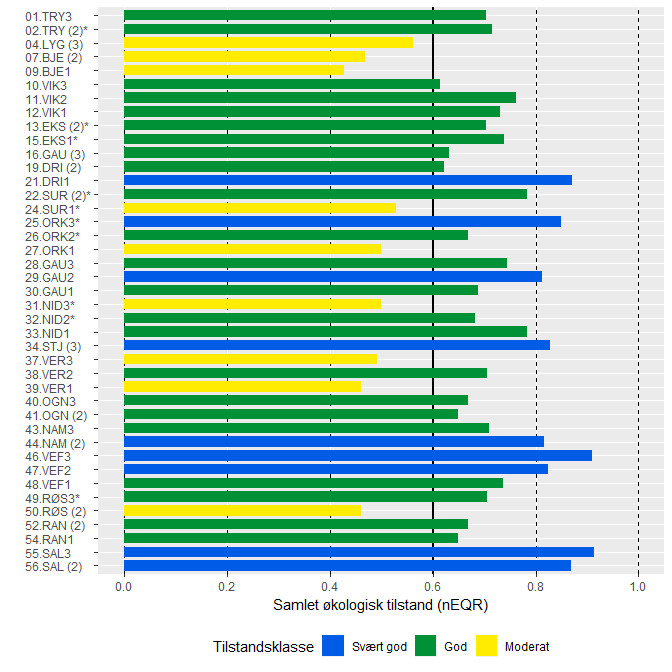 01.TRY3
02.TRY (2)*
04.LYG (3)
07.BJE (2)
09.BJE1
10.VIK3
11.VIK2
12.VIK1
13.EKS (2)*
15.EKS1*
16.GAU (3)
19.DRI (2)
21.DRI1
22.SUR (2)*
24.SUR1*
25.ORK3*
26.ORK2*
27.ORK1
28.GAU3
29.GAU2
30.GAU1
31.NID3*
32.NID2*
33.NID1
34.STJ (3)
37.VER3
38.VER2
39.VER1
40.OGN3
41.OGN (2)
43.NAM3
44.NAM (2)
46.VEF3
47.VEF2
48.VEF1
49.RØS3*
50.RØS (2)
52.RAN (2)
54.RAN1
55.SAL3
56.SAL (2)
0.0 0.2 0.4 0.6 0.8 1.0
Samlet økologisk tilstand (nEQR)
Tilstandsklasse Svært god God Moderat